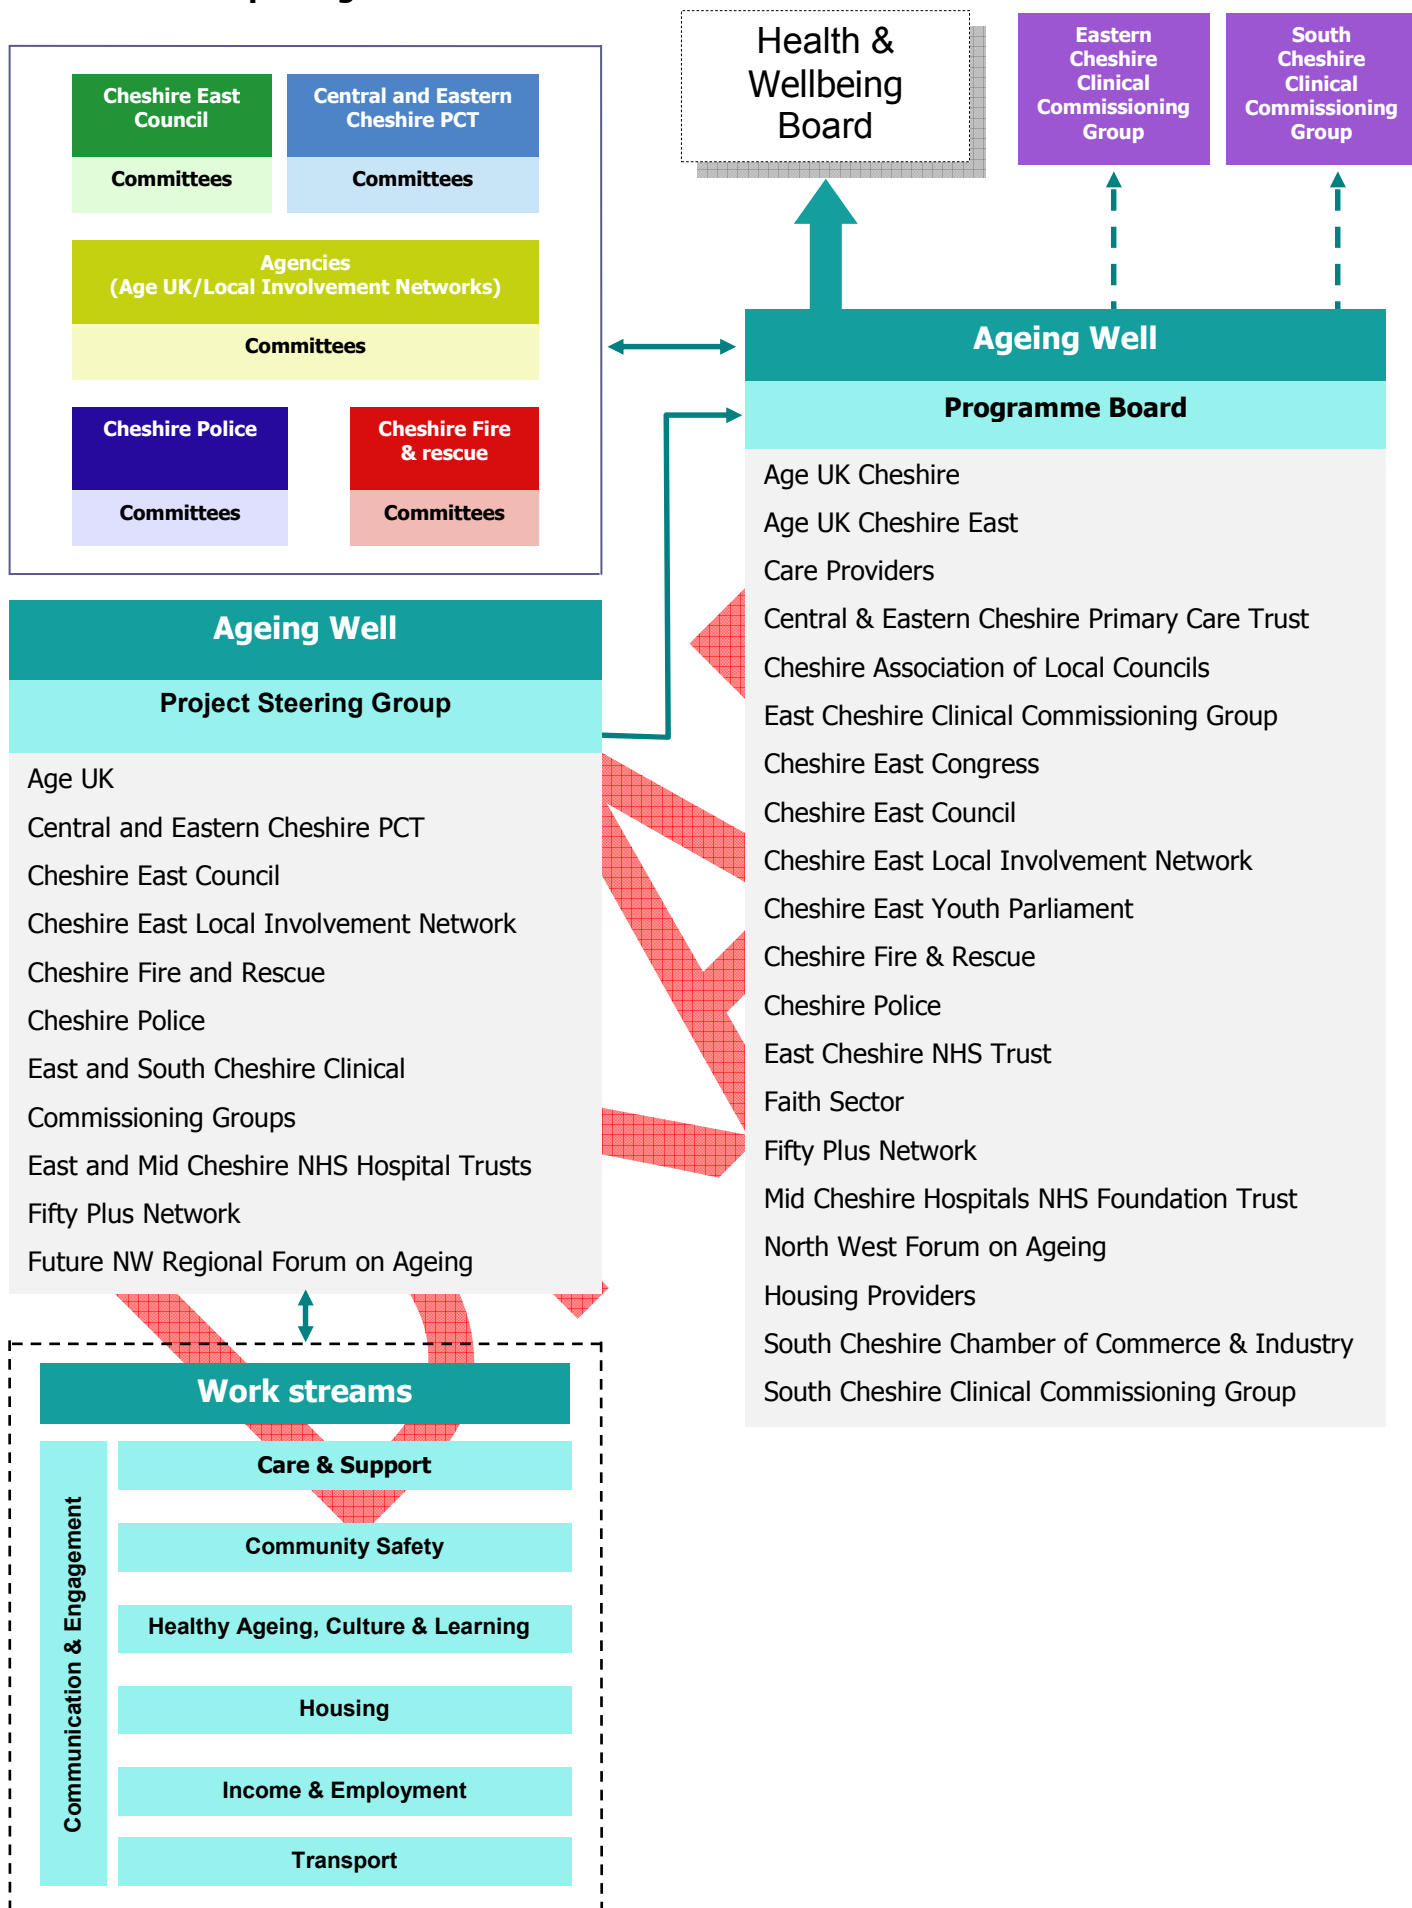 Health &
Wellbeing
Board
Eastern
Cheshire
Clinical
Commissioning
Group
South
Cheshire
Clinical
Commissioning
Group
Cheshire East
Council
Committees
Central and Eastern
Cheshire PCT
Committees
Agencies
(Age UK/Local Involvement Networks)
Committees
Cheshire Police
Committees
Cheshire Fire
& rescue
Committees
Ageing Well
Programme Board
Age UK Cheshire
Age UK Cheshire East
Care Providers
Central & Eastern Cheshire Primary Care Trust
Cheshire Association of Local Councils
East Cheshire Clinical Commissioning Group
Cheshire East Congress
Cheshire East Council
Cheshire East Local Involvement Network
Cheshire East Youth Parliament
Cheshire Fire & Rescue
Cheshire Police
East Cheshire NHS Trust
Faith Sector
Fifty Plus Network
Mid Cheshire Hospitals NHS Foundation Trust
North West Forum on Ageing
Housing Providers
South Cheshire Chamber of Commerce & Industry
South Cheshire Clinical Commissioning Group
Ageing Well
Project Steering Group
Age UK
Central and Eastern Cheshire PCT
Cheshire East Council
Cheshire East Local Involvement Network
Cheshire Fire and Rescue
Cheshire Police
East and South Cheshire Clinical
Commissioning Groups
East and Mid Cheshire NHS Hospital Trusts
Fifty Plus Network
Future NW Regional Forum on Ageing
Work streams
Communication & Engagement
Care & Support
Community Safety
Healthy Ageing, Culture & Learning
Housing
Income & Employment
Transport